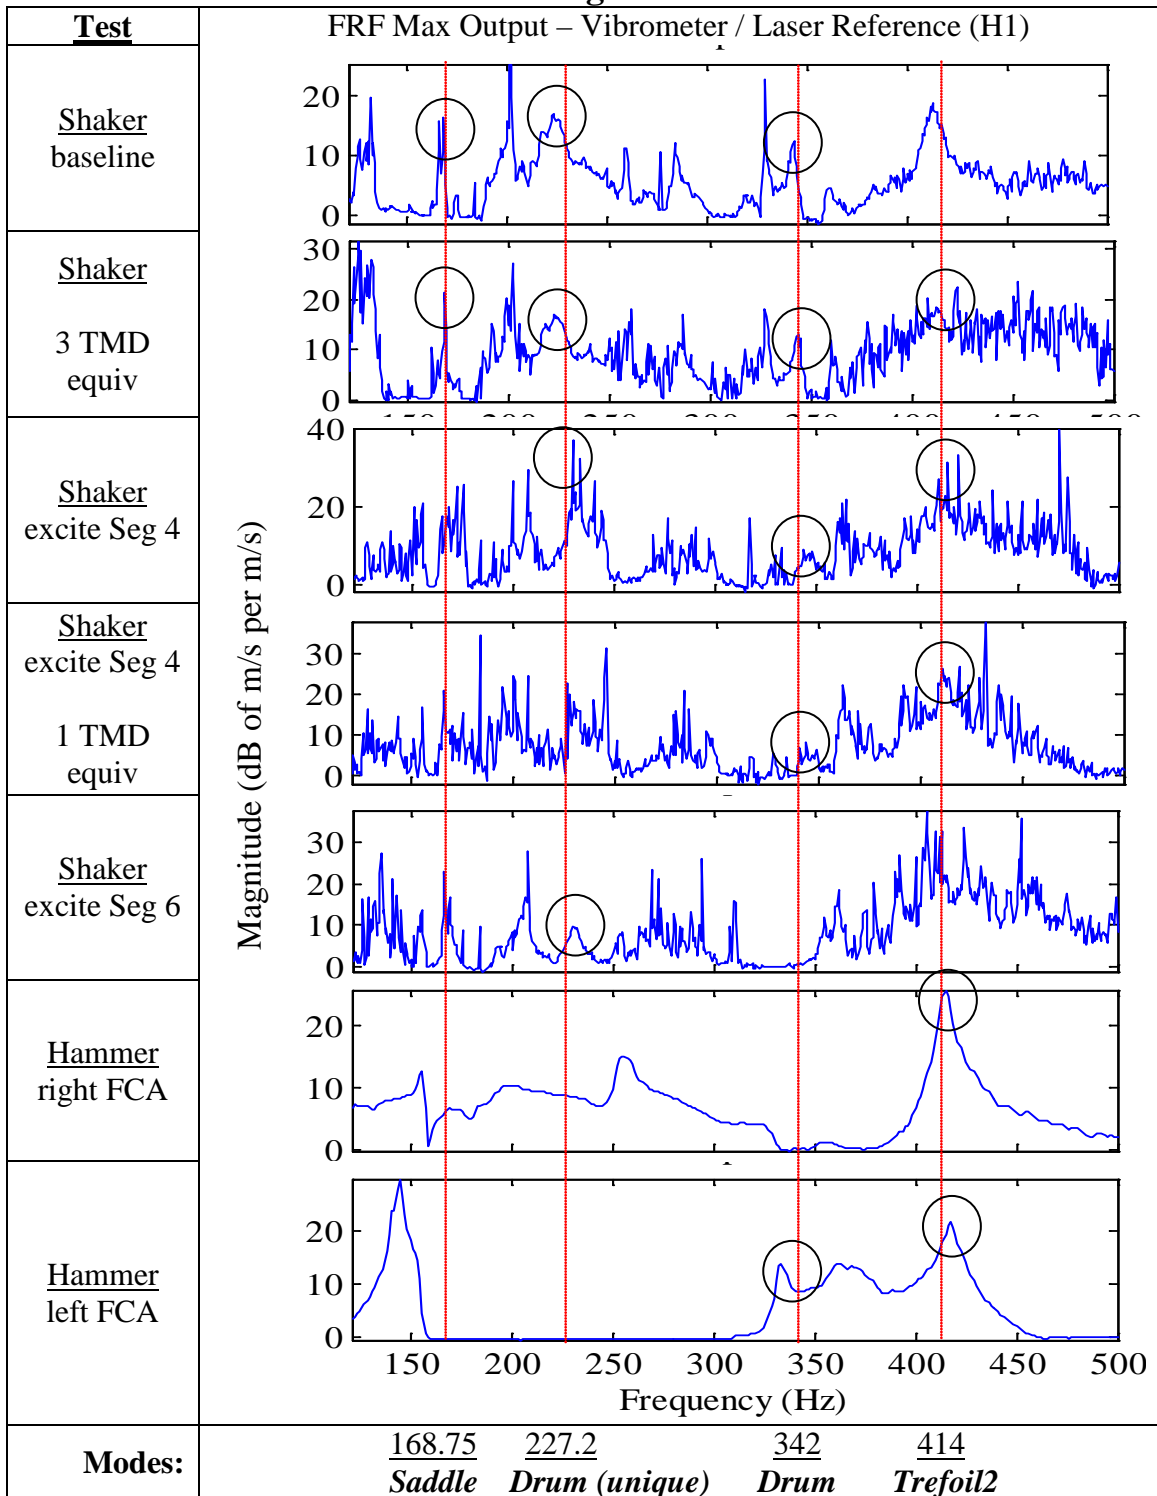 Test
FRF Max Output – Vibrometer / Laser Reference (H1)
Shaker
baseline
20
10
0
Shaker
3 TMD
equiv
30
20
10
0
Shaker
excite Seg 4
40
20
0
Shaker
excite Seg 4
1 TMD
equiv
30
20
10
0
Shaker
excite Seg 6
30
20
10
0
Hammer
right FCA
20
10
0
Hammer
left FCA
20
10
0
Magnitude (dB of m/s per m/s)
150 200 250 300 350 400 450 500
Frequency (Hz)
Modes:
168.75 227.2 342 414
Saddle Drum (unique) Drum Trefoil2